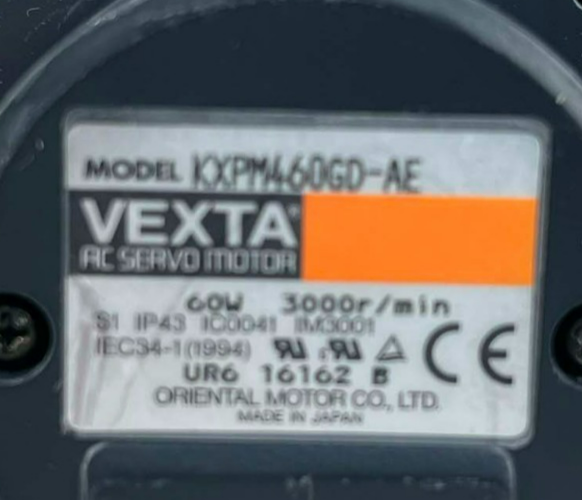 MODEL KXPM460GD-AE
VEXTA
AC SERVO MOTOR
60W 3000r/min
S1 IP43 IC0041 IM3001
IEC34-1(1994)
UR6 16162 B
ORIENTAL MOTOR CO., LTD.
MADE IN JAPAN